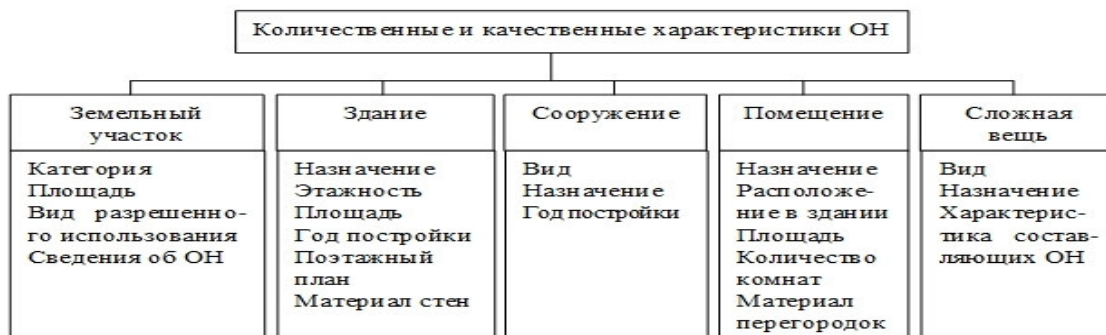 Количественные и качественные характеристики ОН
Земельный
участок
Категория
Площадь
Вид разрешенно-
го использования
Сведения об ОН
Здание
Назначение
Этажность
Площадь
Год постройки
Поэтажный
план
Материал стен
Сооружение
Вид
Назначение
Год постройки
Помещение
Назначение
Расположе-
ние в здании
Площадь
Количество
комнат
Материал
перегородок
Сложная
вещь
Вид
Назначение
Характерис-
тика состав-
ляющих ОН